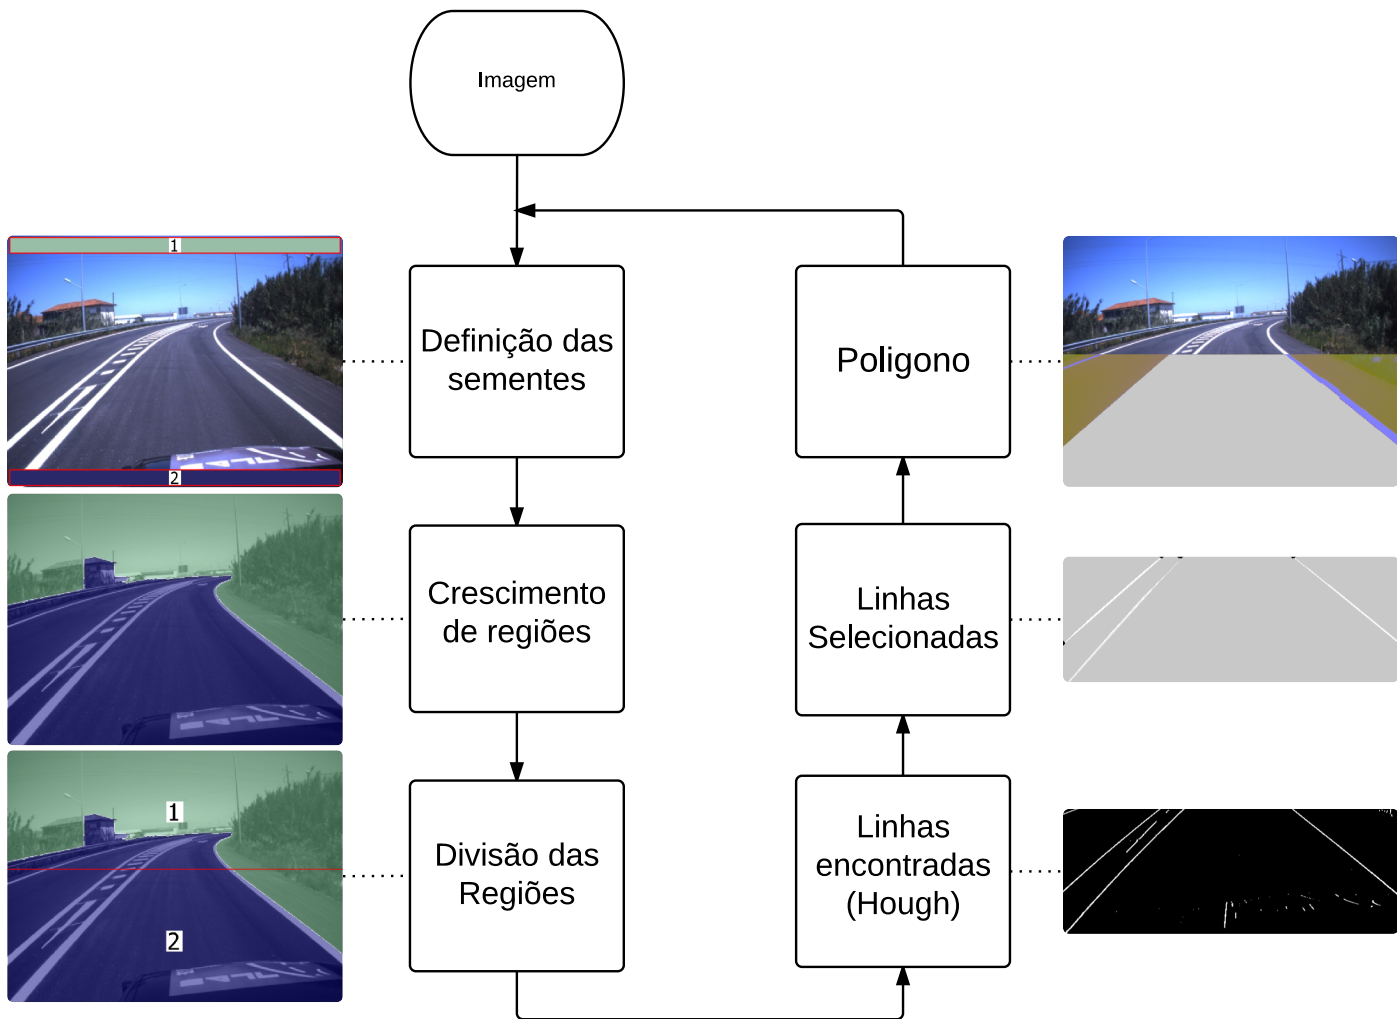 Imagem
1
Definição das
sementes
2
Crescimento
de regiões
1
Divisão das
Regiões
2
Linhas
encontradas
(Hough)
Linhas
Selecionadas
Poligono